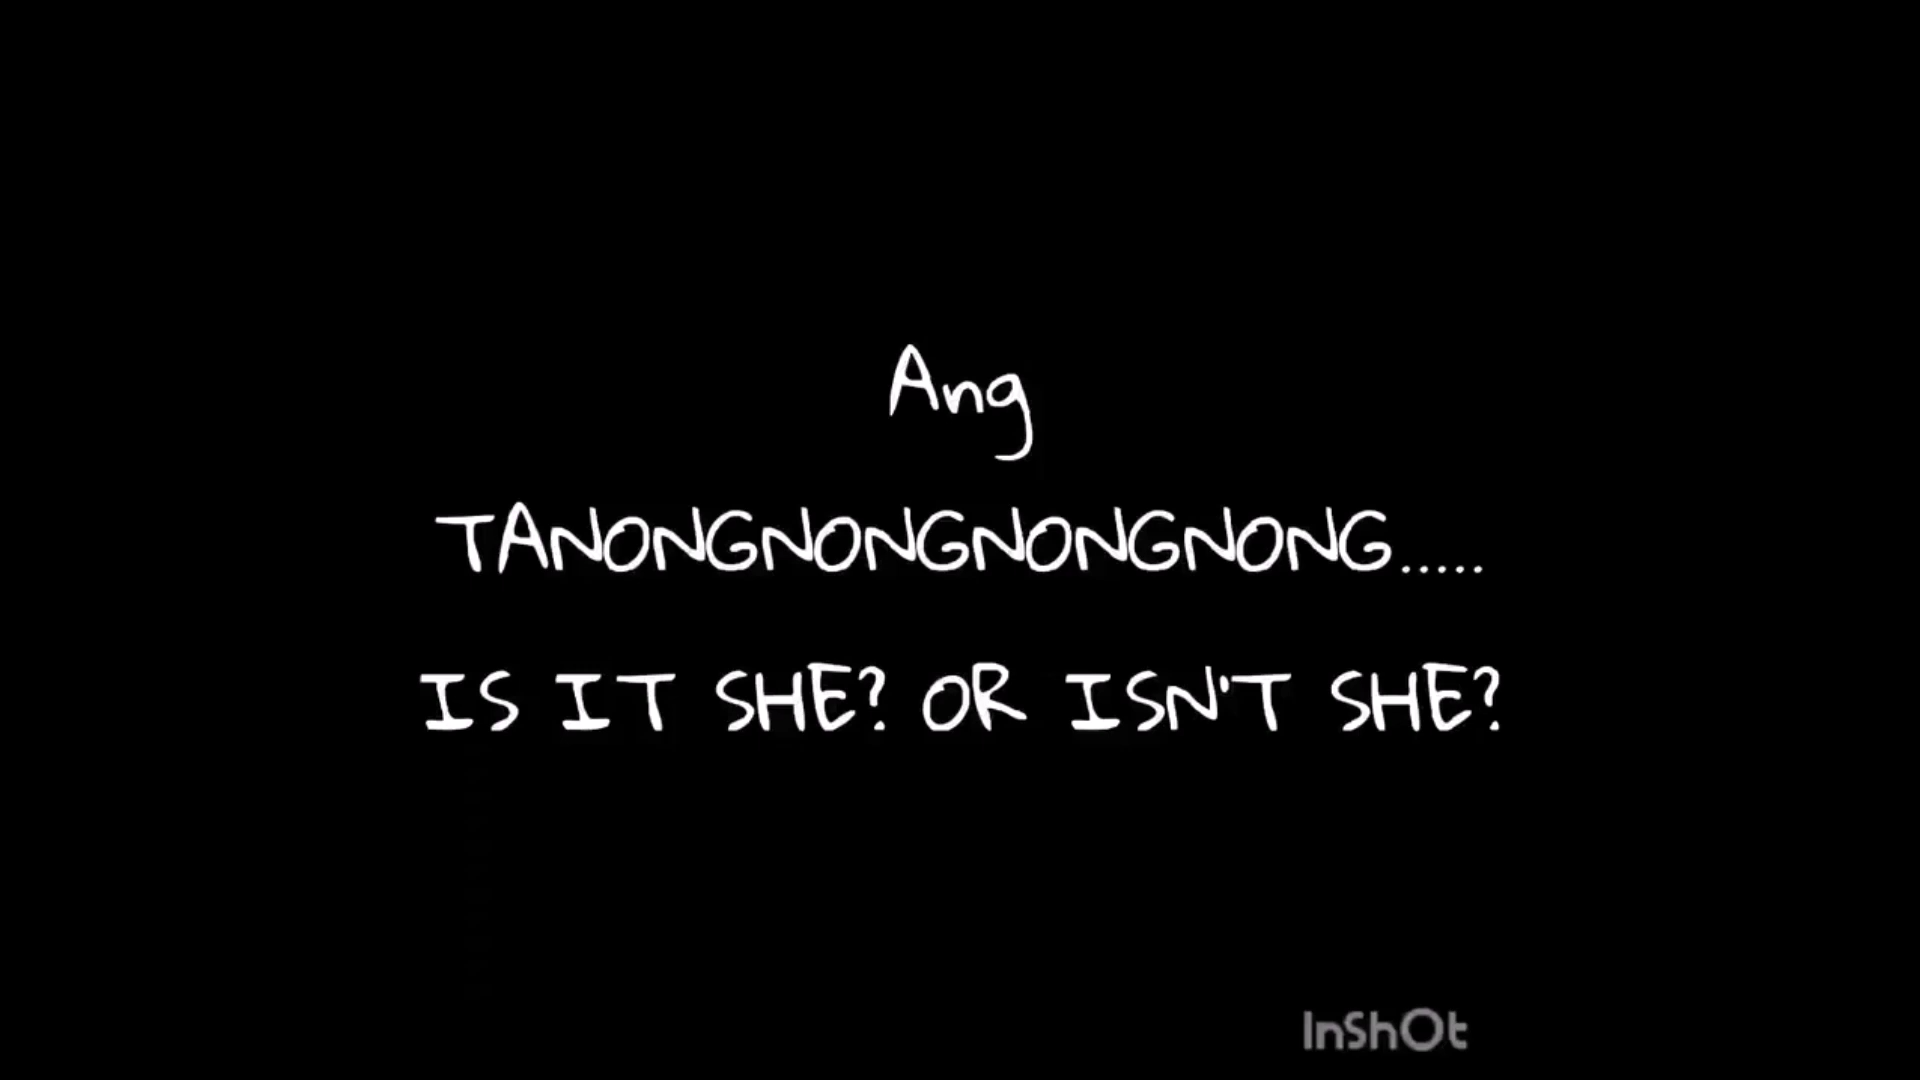 Ang
TANONGNONGNONGNONG.....
IS IT SHE? OR ISN'T SHE?
InShOt